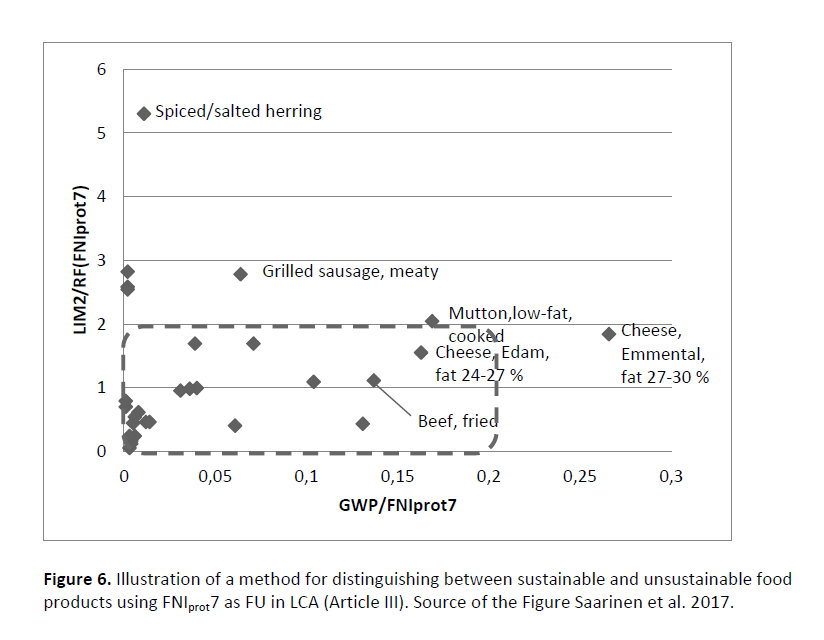 6
5
4
3
2
1
0
LIM2/RF(FNIprot7)
Spiced/salted herring
Grilled sausage, meaty
Mutton,low-fat,
cooked
Cheese, Edam,
fat 24-27 %
Cheese,
Emmental,
fat 27-30 %
Beef, fried
0 0,05 0,1 0,15 0,2 0,25 0,3
GWP/FNIprot7
Figure 6. Illustration of a method for distinguishing between sustainable and unsustainable food
products using FNIprot7 as FU in LCA (Article III). Source of the Figure Saarinen et al. 2017.